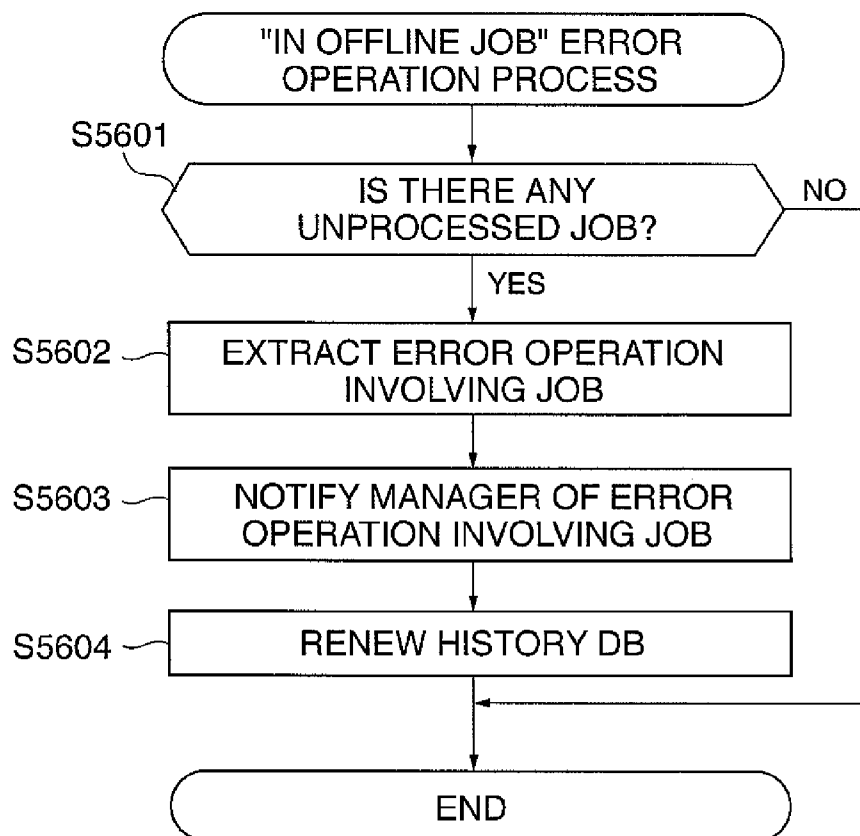 "IN OFFLINE JOB" ERROR
OPERATION PROCESS
S5601
IS THERE ANY
UNPROCESSED JOB?
NO
YES
S5602
EXTRACT ERROR OPERATION
INVOLVING JOB
S5603
NOTIFY MANAGER OF ERROR
OPERATION INVOLVING JOB
S5604
RENEW HISTORY DB
END